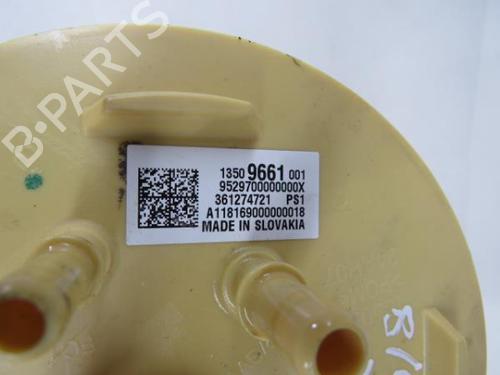 B-PARTS
1350 9661 001
9529700000000X
361274721 PS1
A118169000000018
MADE IN SLOVAKIA